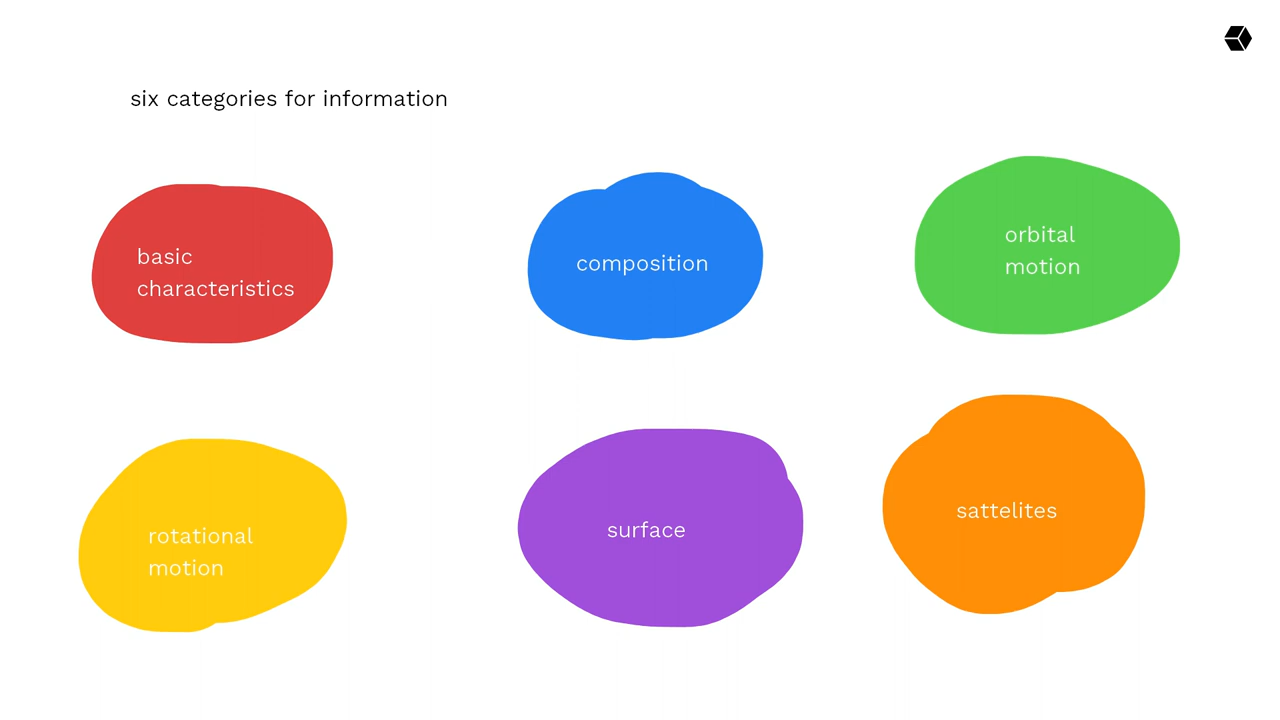 six categories for information
basic
characteristics
composition
orbital
motion
rotational
motion
surface
sattelites